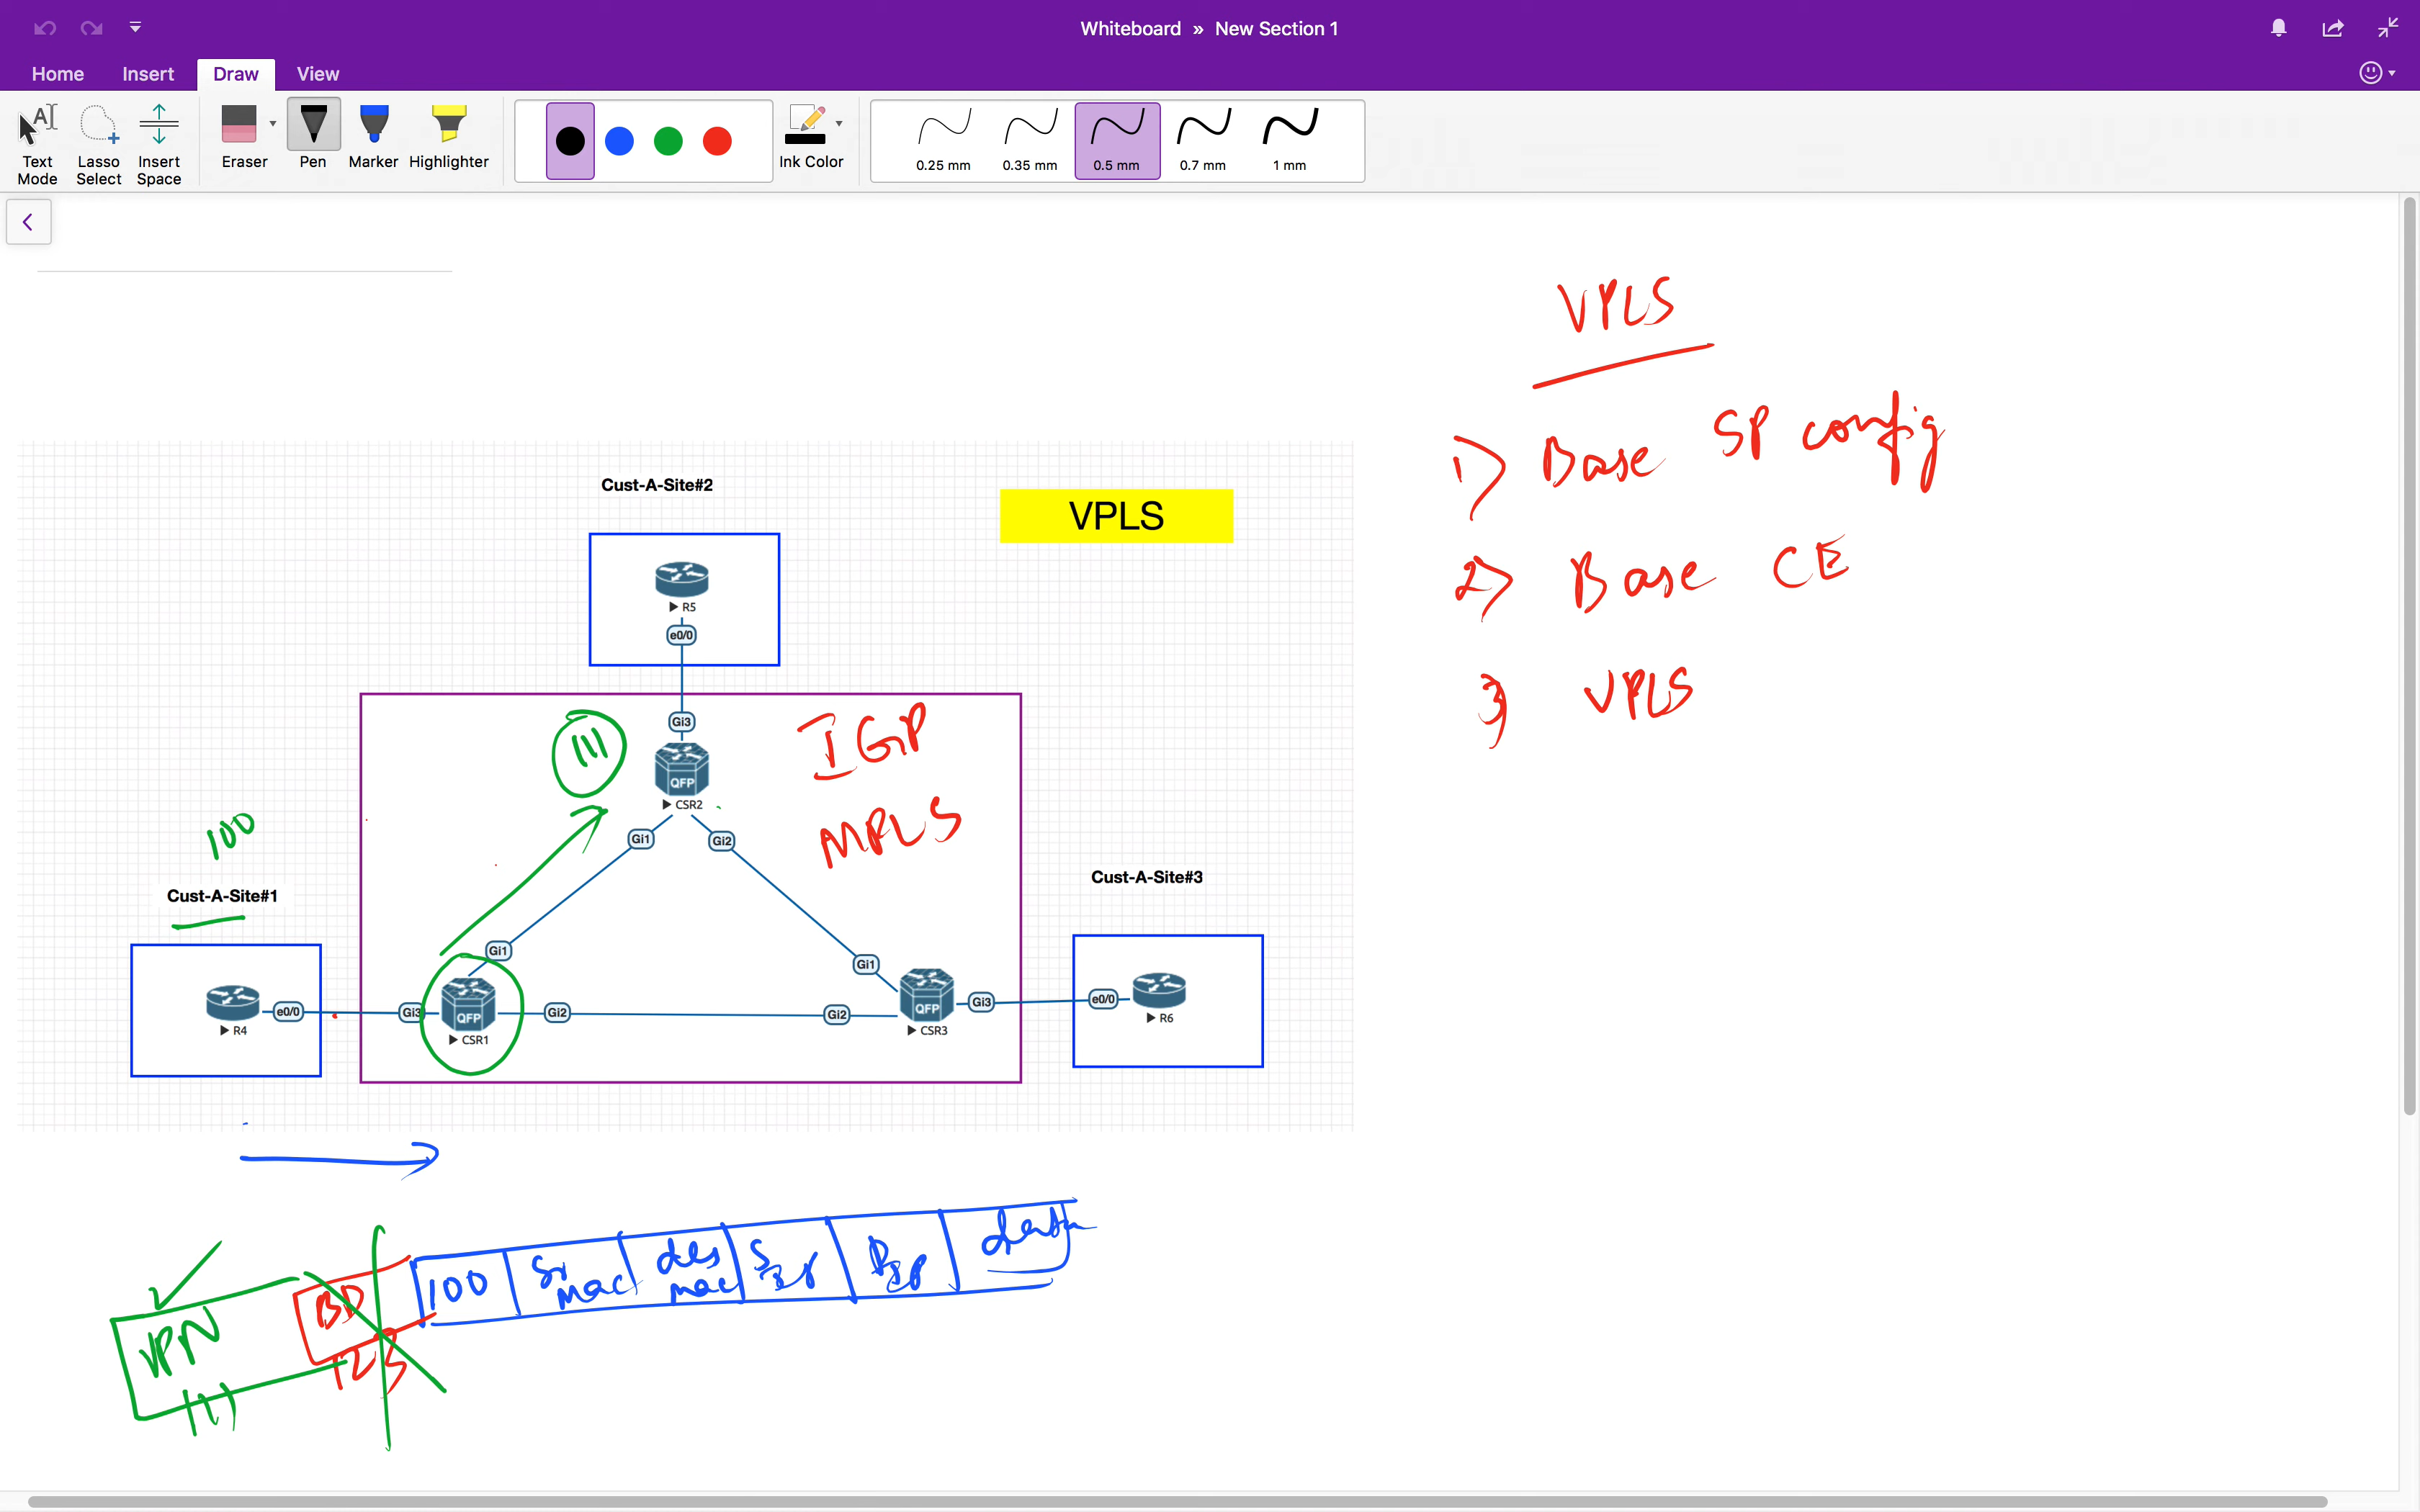 Whiteboard » New Section 1
Home Insert Draw View
Text Mode
Lasso Select
Insert Space
Eraser
Pen
Marker
Highlighter
Ink Color
0.25 mm
0.35 mm
0.5 mm
0.7 mm
1 mm
VPLS
1) Base SP config
2) Base CE
3) VPLS
Cust-A-Site#2
VPLS
R5
e0/0
Gi3
111
IGP
QFP
CSR2
MPLS
100
Gi1
Gi2
Cust-A-Site#1
Cust-A-Site#3
Gi1
Gi1
R4
e0/0
Gi3
QFP
CSR1
Gi2
Gi2
QFP
CSR3
Gi3
e0/0
R6
100
Sr mac
des mac
data
VPN
BD
123